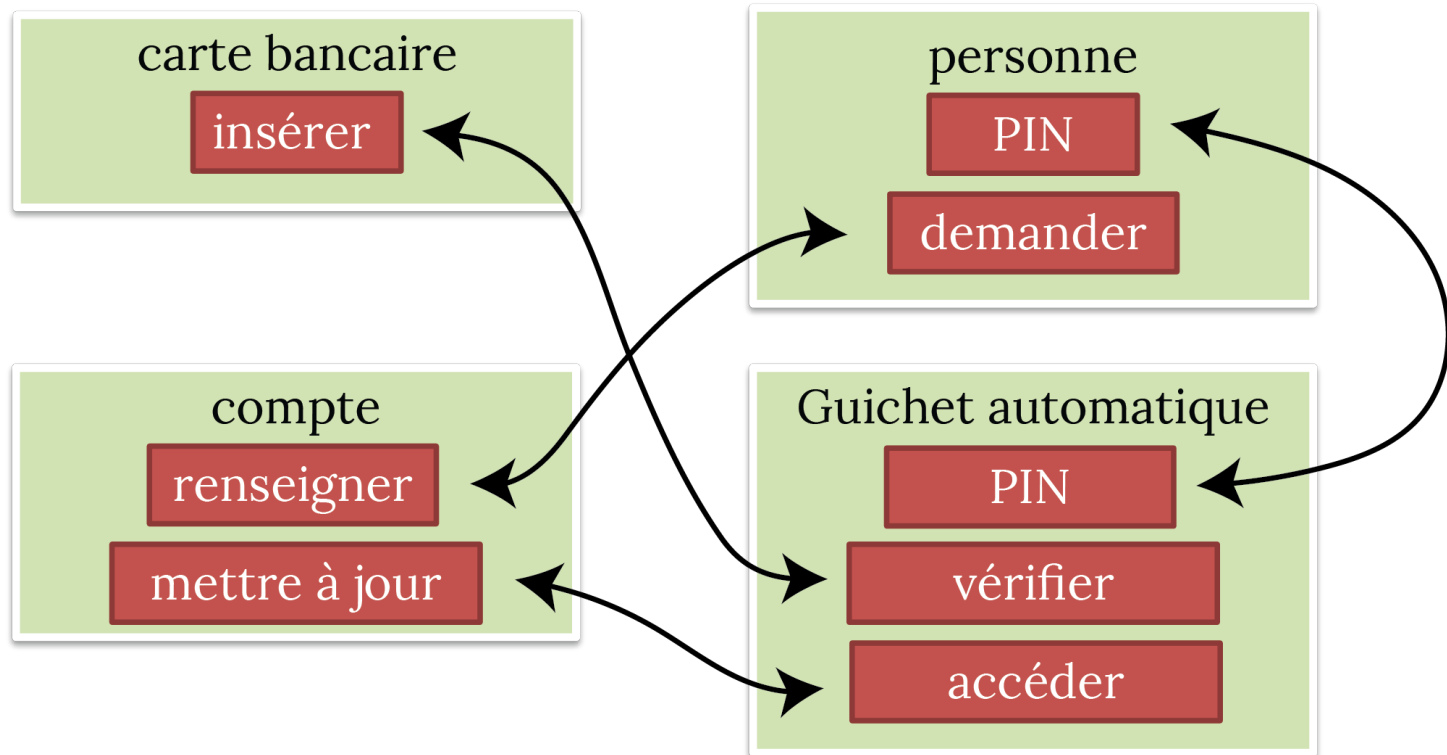 carte bancaire
insérer
personne
PIN
demander
compte
renseigner
mettre à jour
Guichet automatique
PIN
vérifier
accéder